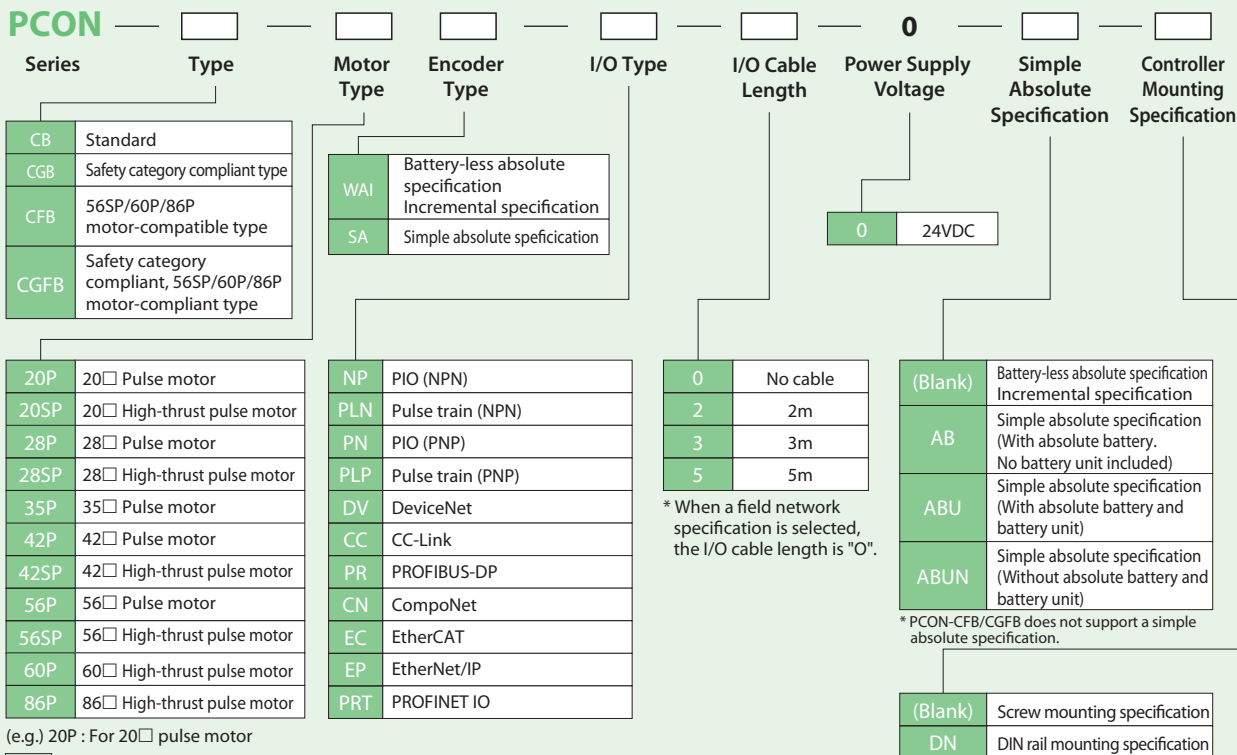 PCON — □ — □ □ — □ — □ — 0 — □ — □
Series
Type
Motor
Type
Encoder
Type
I/O Type
I/O Cable
Length
Power Supply
Voltage
Simple
Absolute
Specification
Controller
Mounting
Specification
CB Standard
CGB Safety category compliant type
CFB 56SP/60P/86P
motor-compatible type
CGFB Safety category
compliant, 56SP/60P/86P
motor-compliant type
WAI Battery-less absolute
specification
Incremental specification
SA Simple absolute speficication
0 24VDC
20P 20□ Pulse motor
20SP 20□ High-thrust pulse motor
28P 28□ Pulse motor
28SP 28□ High-thrust pulse motor
35P 35□ Pulse motor
42P 42□ Pulse motor
42SP 42□ High-thrust pulse motor
56P 56□ Pulse motor
56SP 56□ High-thrust pulse motor
60P 60□ High-thrust pulse motor
86P 86□ High-thrust pulse motor
(e.g.) 20P : For 20□ pulse motor
NP PIO (NPN)
PLN Pulse train (NPN)
PN PIO (PNP)
PLP Pulse train (PNP)
DV DeviceNet
CC CC-Link
PR PROFIBUS-DP
CN CompoNet
EC EtherCAT
EP EtherNet/IP
PRT PROFINET IO
0 No cable
2 2m
3 3m
5 5m
* When a field network
specification is selected,
the I/O cable length is "O".
(Blank) Battery-less absolute specification
Incremental specification
AB Simple absolute specification
(With absolute battery.
No battery unit included)
ABU Simple absolute specification
(With absolute battery and
battery unit)
ABUN Simple absolute specification
(Without absolute battery and
battery unit)
* PCON-CFB/CGFB does not support a simple
absolute specification.
(Blank) Screw mounting specification
DN DIN rail mounting specification